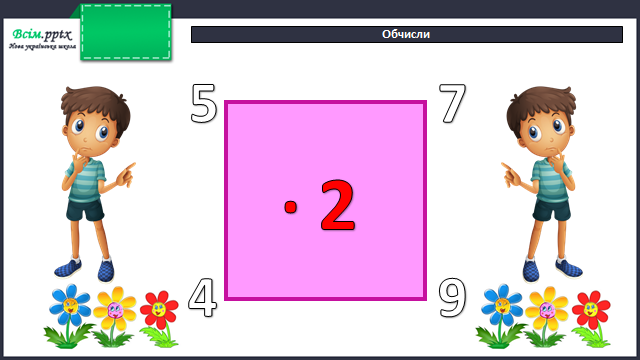 Всім.pptx
Нова українська школа
Обчисли
5 7
· 2
4 9